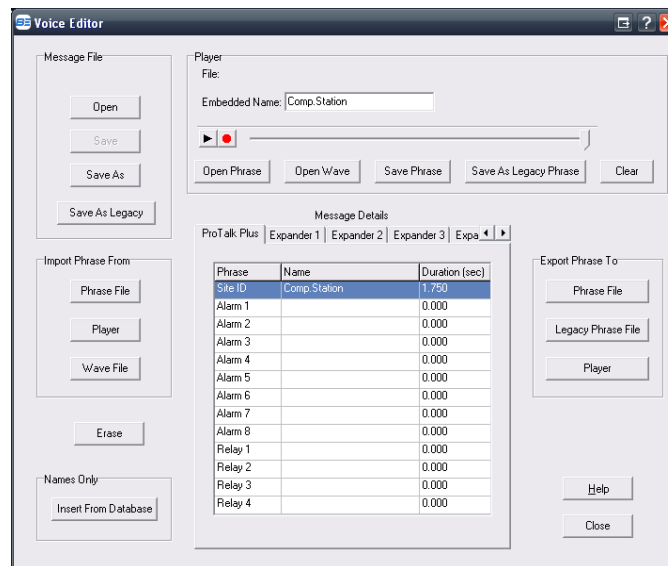 Voice Editor
Message File
Open
Save
Save As
Save As Legacy
Player
File:
Embedded Name: Comp.Station
Open Phrase Open Wave Save Phrase Save As Legacy Phrase Clear
Message Details
ProTalk Plus Expander 1 Expander 2 Expander 3 Expa
Import Phrase From
Phrase File
Player
Wave File
Erase
Names Only
Insert From Database
Phrase Name Duration (sec)
Site ID Comp.Station 1.750
Alarm 1 0.000
Alarm 2 0.000
Alarm 3 0.000
Alarm 4 0.000
Alarm 5 0.000
Alarm 6 0.000
Alarm 7 0.000
Alarm 8 0.000
Relay 1 0.000
Relay 2 0.000
Relay 3 0.000
Relay 4 0.000
Export Phrase To
Phrase File
Legacy Phrase File
Player
Help
Close